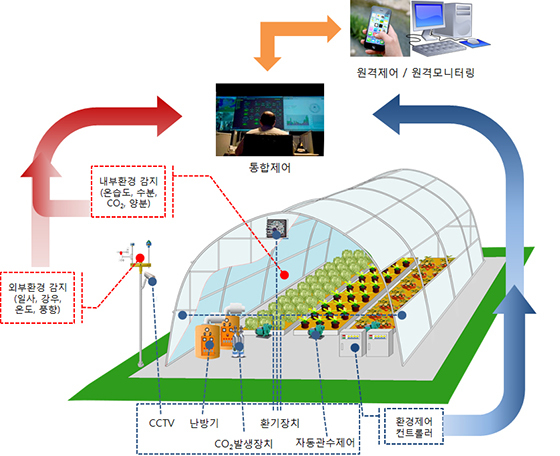 원격제어 / 원격모니터링
통합제어
내부환경 감지
(온습도, 수분,
CO₂, 양분)
외부환경 감지
(일사, 강우,
온도, 풍향)
CCTV
난방기
CO₂발생장치
환기장치
자동관수제어
환경제어
컨트롤러